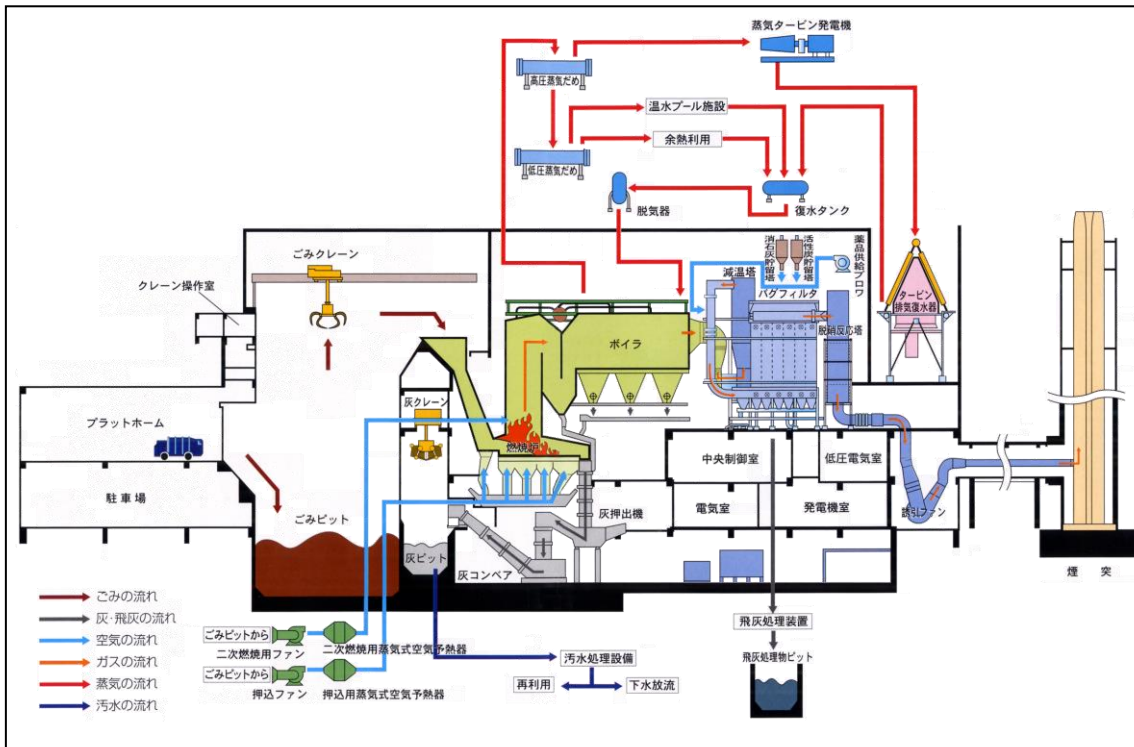 蒸気タービン発電機
高圧蒸気だめ
温水プール施設
余熱利用
低圧蒸気だめ
脱気器
復水タンク
ごみクレーン
クレーン操作室
消石灰貯留塔
活性炭貯留塔
薬品供給ブロワ
減温塔
バグフィルタ
タービン
排気復水器
脱硝反応塔
ボイラ
灰クレーン
プラットホーム
燃焼炉
中央制御室
低圧電気室
駐車場
ごみピット
灰押出機
電気室
発電機室
誘引ファン
灰ピット
灰コンベア
煙突
ごみの流れ
灰・飛灰の流れ
空気の流れ
ガスの流れ
蒸気の流れ
汚水の流れ
ごみピットから
二次燃焼用ファン
二次燃焼用蒸気式空気予熱器
ごみピットから
押込ファン
押込用蒸気式空気予熱器
汚水処理設備
再利用
下水放流
飛灰処理装置
飛灰処理物ピット